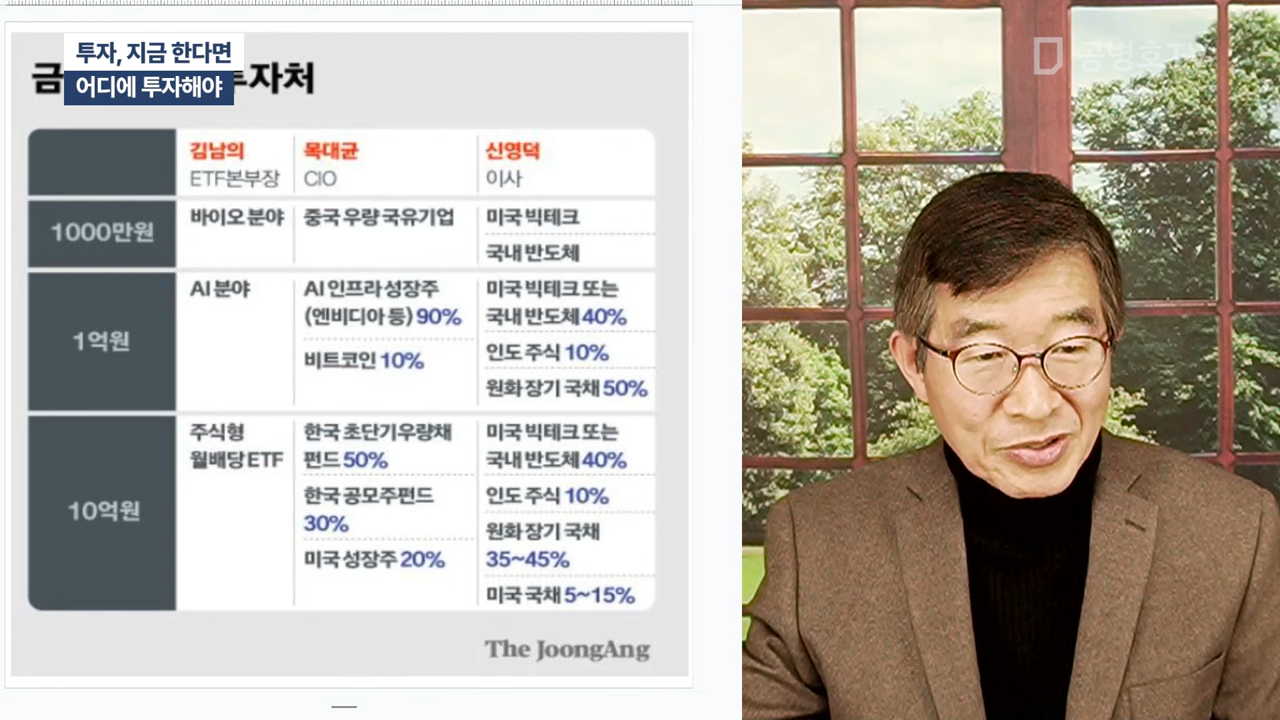 투자, 지금 한다면
어디에 투자해야
금
투자처
김남의
ETF본부장
목대균
CIO
신영덕
이사
1000만원
바이오 분야
중국 우량 국유기업
미국 빅테크
국내 반도체
1억원
AI 분야
AI 인프라 성장주
(엔비디아 등) 90%
비트코인 10%
미국 빅테크 또는
국내 반도체 40%
인도 주식 10%
원화 장기 국채 50%
10억원
주식형
월배당 ETF
한국 초단기우량채
펀드 50%
한국 공모주펀드
30%
미국 성장주 20%
미국 빅테크 또는
국내 반도체 40%
인도 주식 10%
원화 장기 국채
35~45%
미국 국채 5~15%
The JoongAng
공병호TV